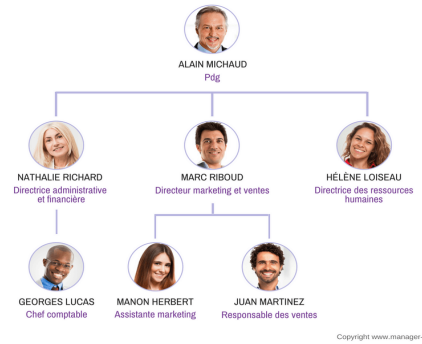 ALAIN MICHAUD
Pdg
NATHALIE RICHARD
Directrice administrative
et financière
MARC RIBOUD
Directeur marketing et ventes
HÉLÈNE LOISEAU
Directrice des ressources
humaines
GEORGES LUCAS
Chef comptable
MANON HERBERT
Assistante marketing
JUAN MARTINEZ
Responsable des ventes
Copyright www.manager-